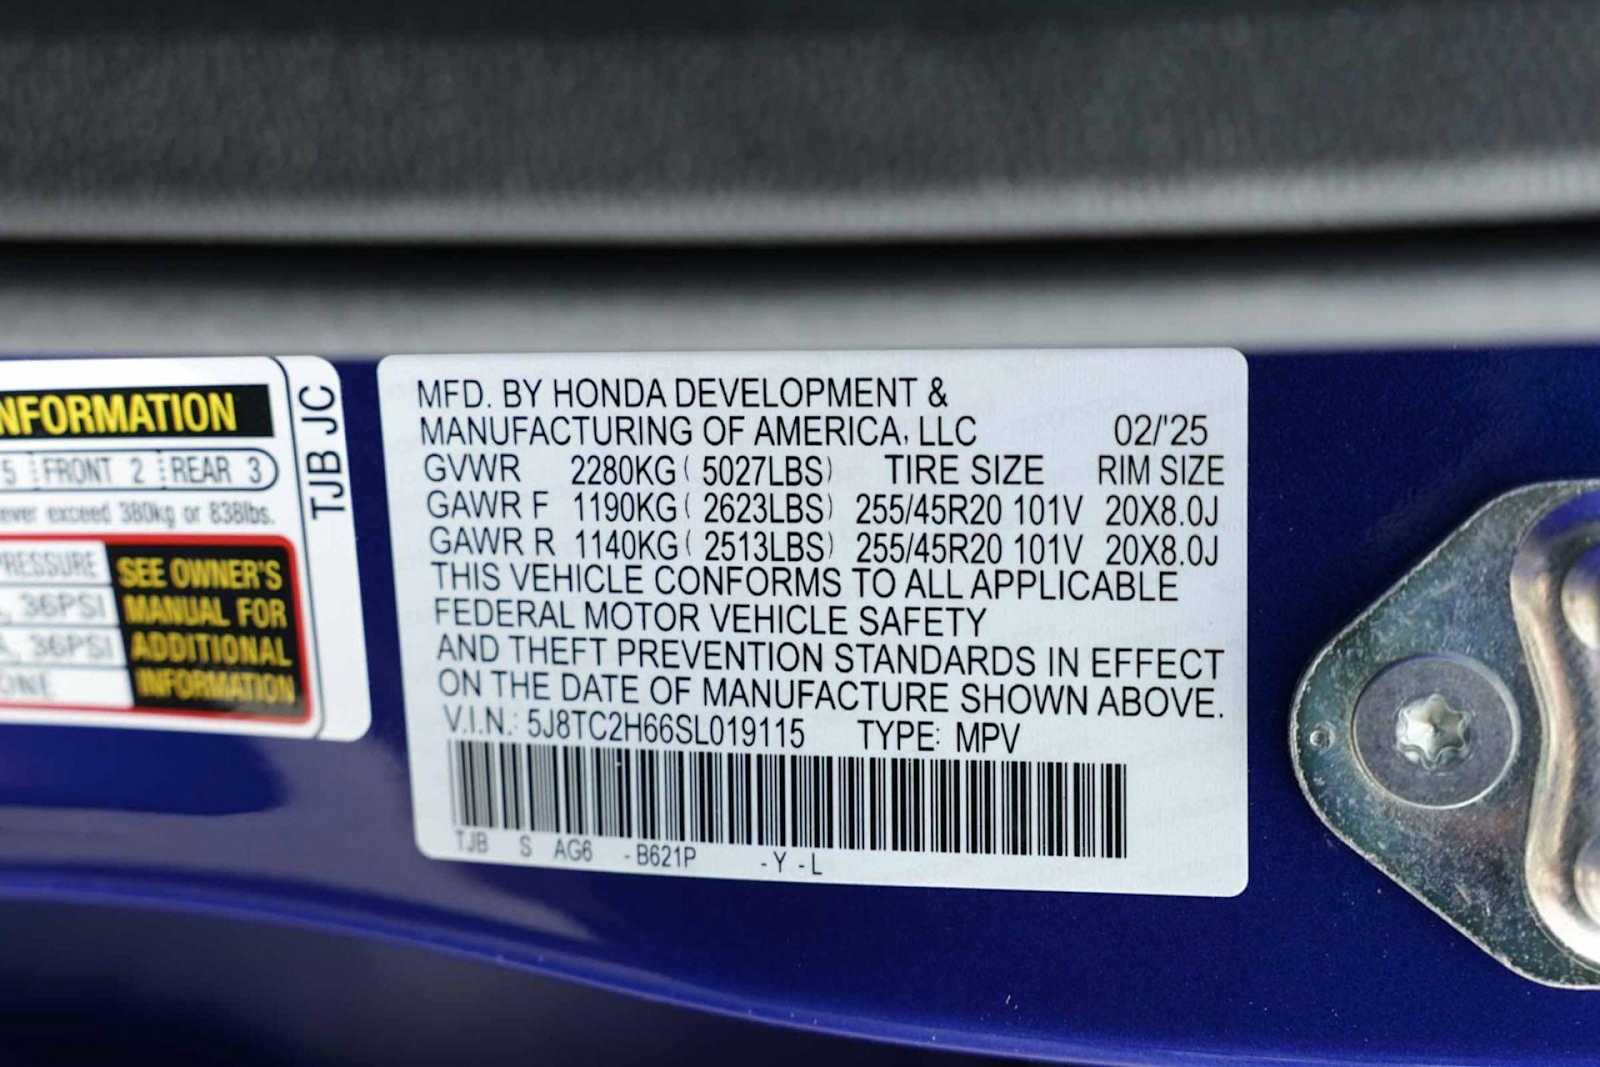 NFORMATION
5 FRONT 2 REAR 3
ever exceed 380kg or 838lbs.
PRESSURE
36PSI
36PSI
ONE
SEE OWNER'S
MANUAL FOR
ADDITIONAL
INFORMATION
TJB JC
MFD. BY HONDA DEVELOPMENT &
MANUFACTURING OF AMERICA, LLC 02/'25
GVWR 2280KG ( 5027LBS) TIRE SIZE RIM SIZE
GAWR F 1190KG ( 2623LBS) 255/45R20 101V 20X8.0J
GAWR R 1140KG ( 2513LBS) 255/45R20 101V 20X8.0J
THIS VEHICLE CONFORMS TO ALL APPLICABLE
FEDERAL MOTOR VEHICLE SAFETY
AND THEFT PREVENTION STANDARDS IN EFFECT
ON THE DATE OF MANUFACTURE SHOWN ABOVE.
V.I.N.: 5J8TC2H66SL019115 TYPE: MPV
TJB S AG6 -B621P -Y -L